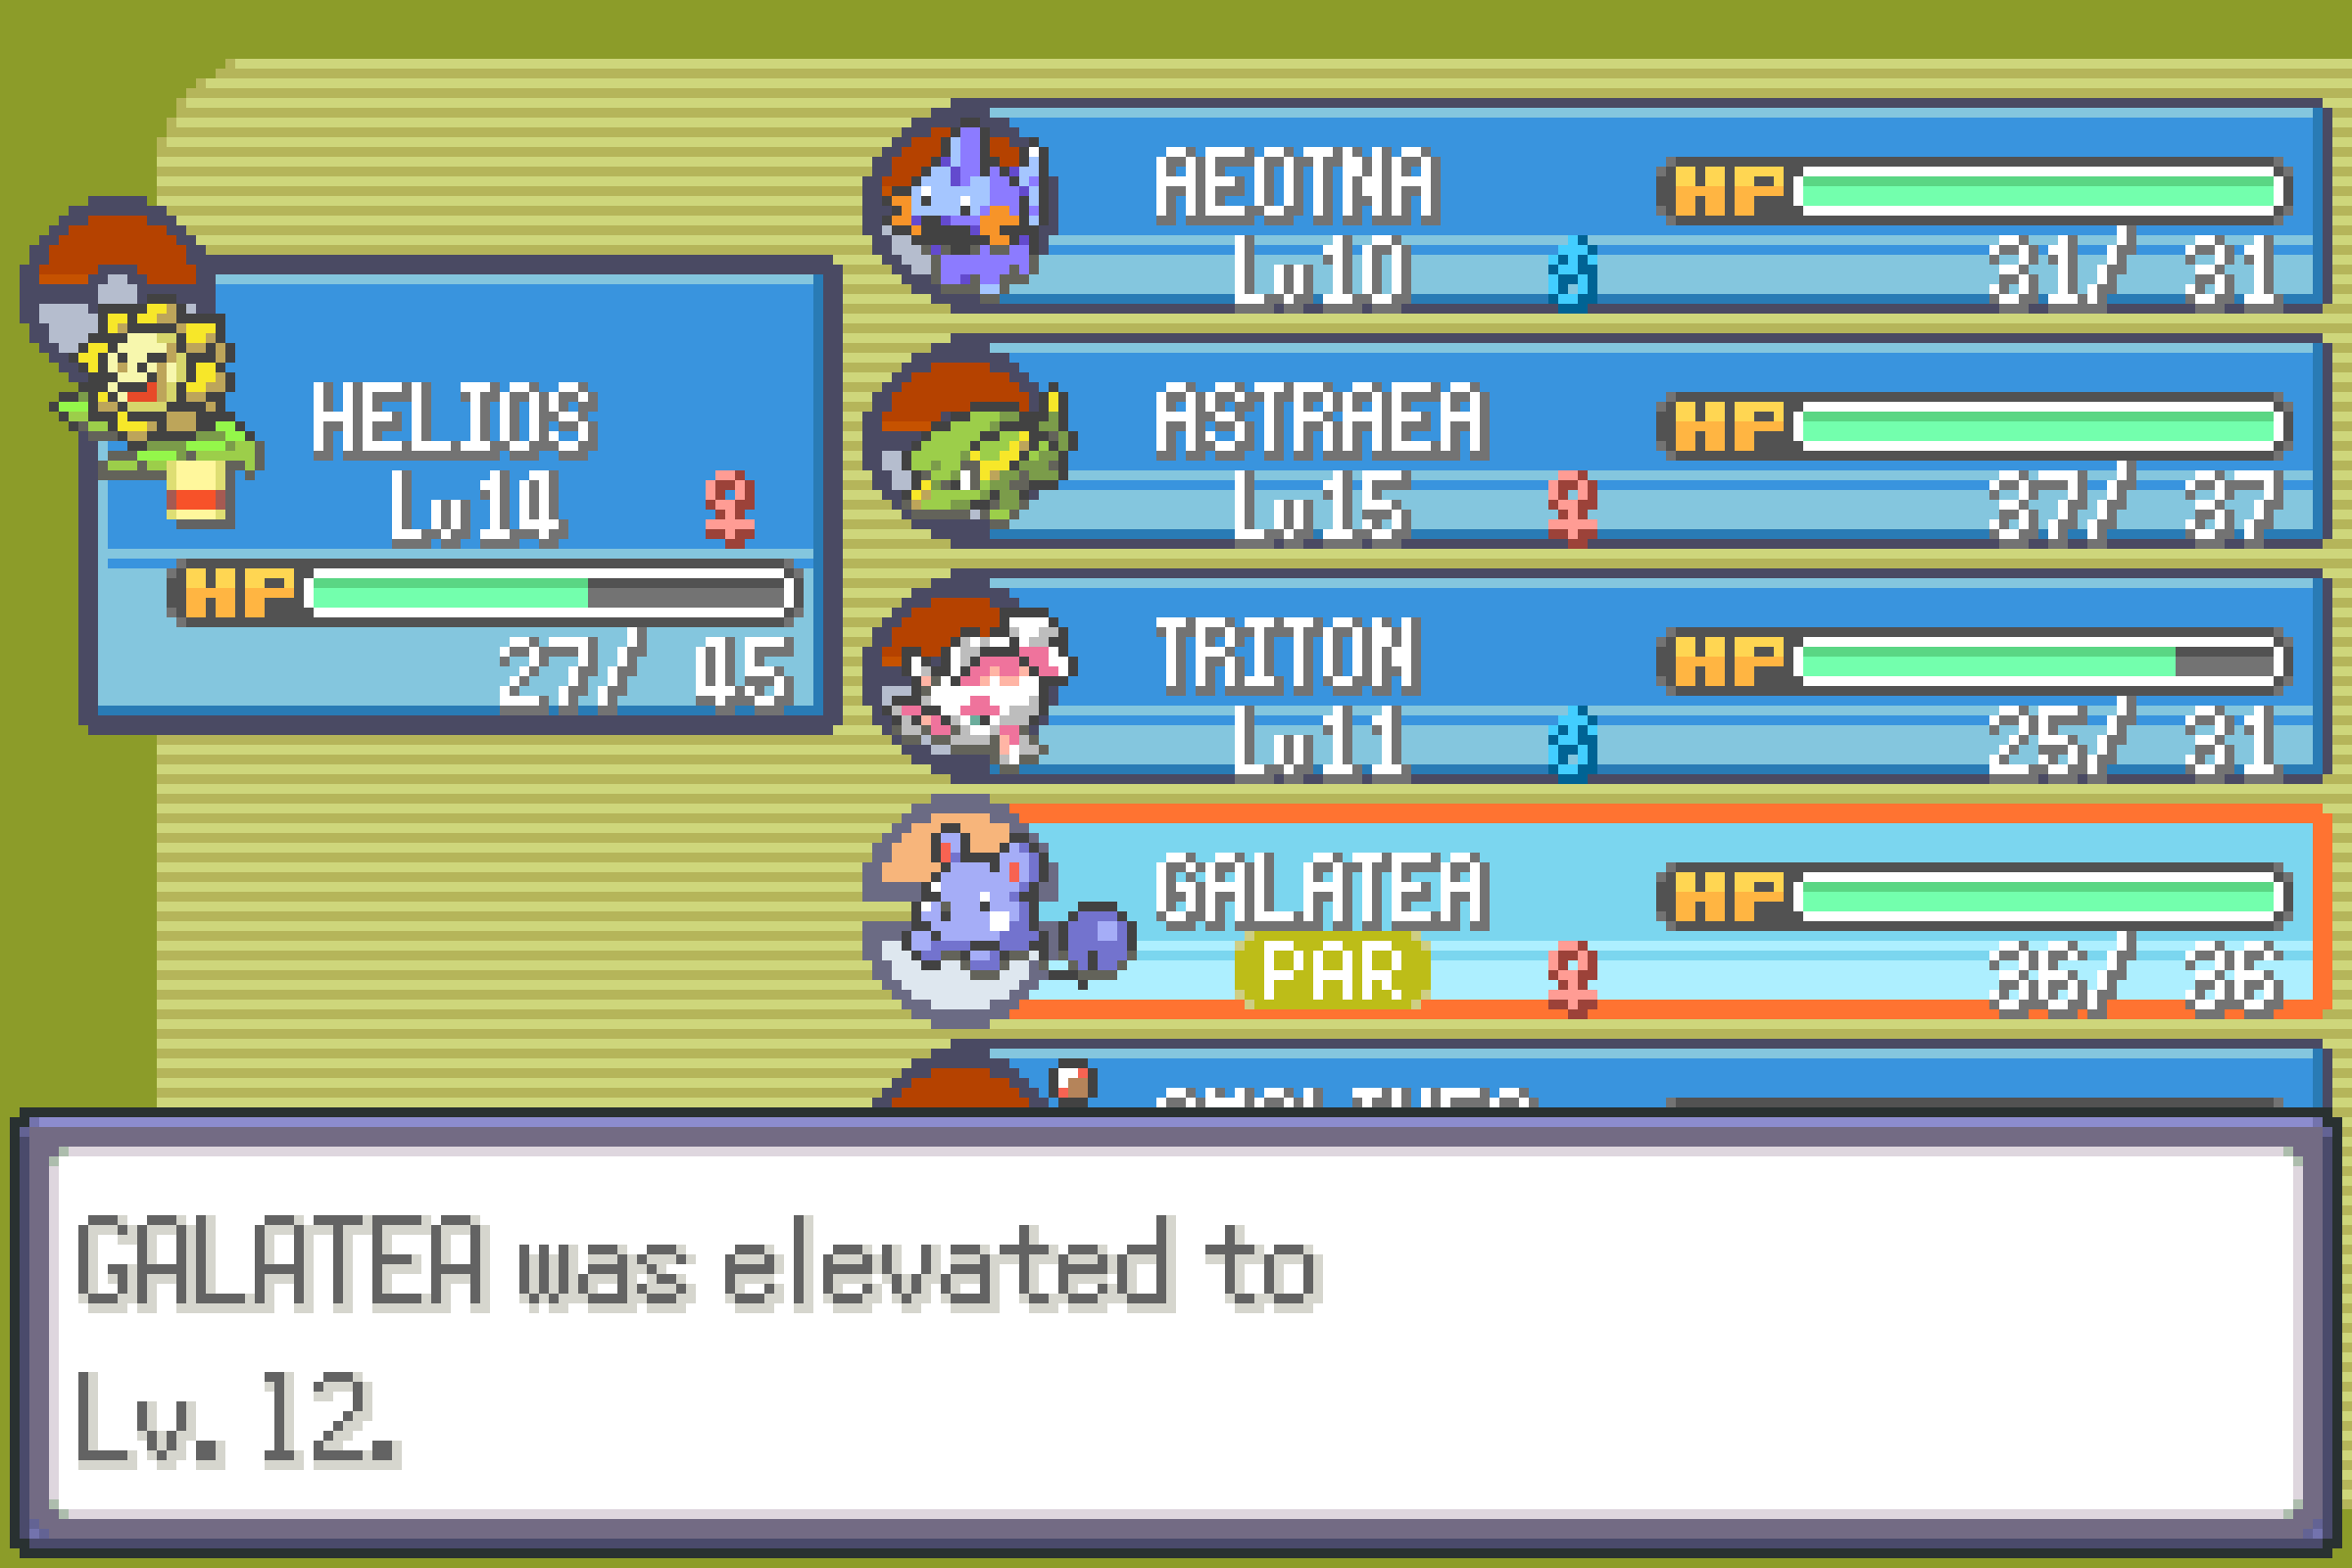 HELIOS
Lv14 ♀
HP
27/ 45
AEOTNA
HP
Lv10 ♂ 31/ 31
ASTRAEA
HP
Lv15 ♀ 37/ 37
TRITON
HP
Lv11 ♂ 25/ 31
GALATEA
HP
PAR ♀ 36/ 36
GALATEA was elevated to
Lv. 12.